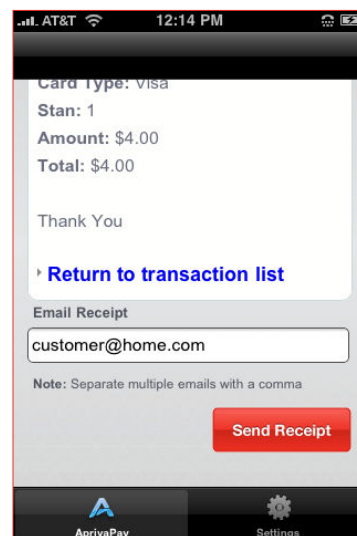 AT&T 12:14 PM
Card Type: Visa
Stan: 1
Amount: $4.00
Total: $4.00
Thank You
Return to transaction list
Email Receipt
customer@home.com
Note: Separate multiple emails with a comma
Send Receipt
AprivaPay Settings